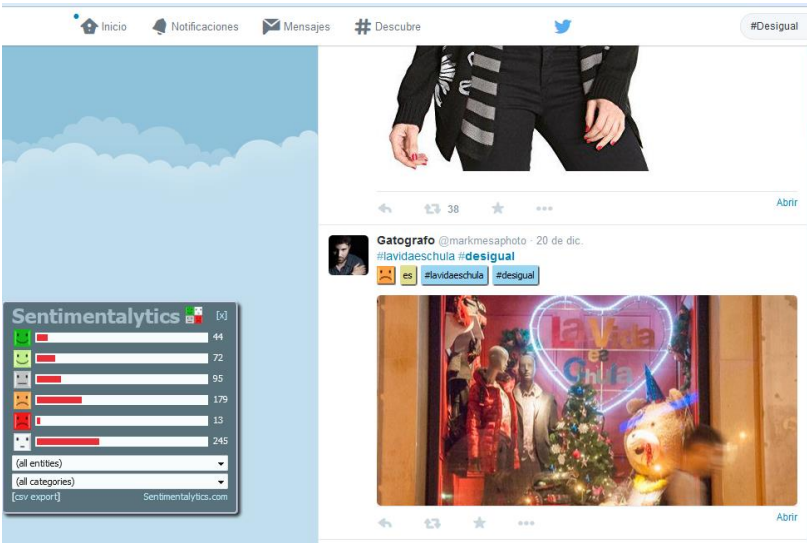 Inicio Notificaciones Mensajes # Descubre #Desigual
38
Abrir
Gatografo @markmesaphoto · 20 de dic.
#lavidaeschula #desigual
es #lavidaeschula #desigual
La Vida
es
Chula
Abrir
Sentimentalytics [x]
44
72
95
179
13
245
(all entities)
(all categories)
[csv export] Sentimentalytics.com